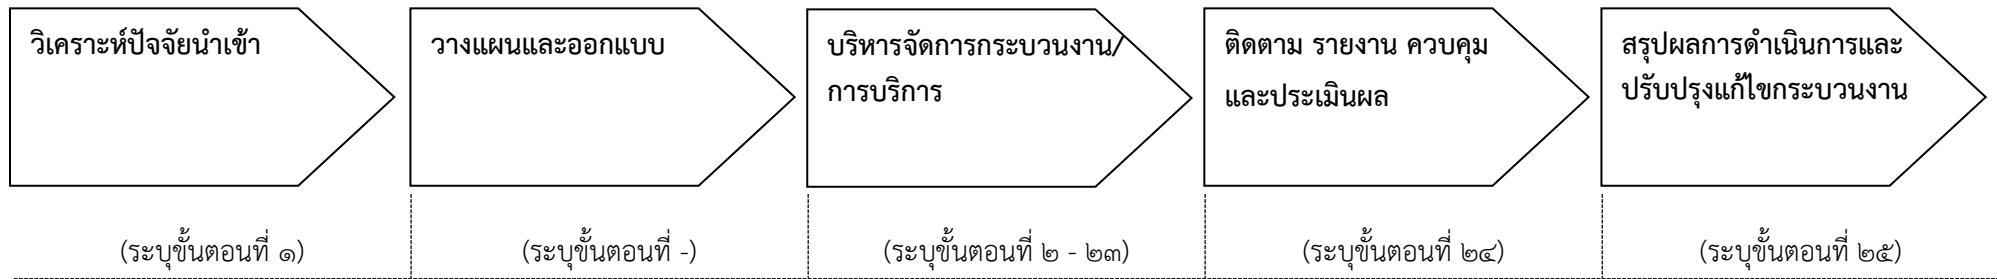 วิเคราะห์ปัจจัยนำเข้า
วางแผนและออกแบบ
บริหารจัดการกระบวนงาน/
การบริการ
ติดตาม รายงาน ควบคุม
และประเมินผล
สรุปผลการดำเนินการและ
ปรับปรุงแก้ไขกระบวนงาน
(ระบุขั้นตอนที่ ๑)
(ระบุขั้นตอนที่ -)
(ระบุขั้นตอนที่ ๒ - ๒๓)
(ระบุขั้นตอนที่ ๒๔)
(ระบุขั้นตอนที่ ๒๕)